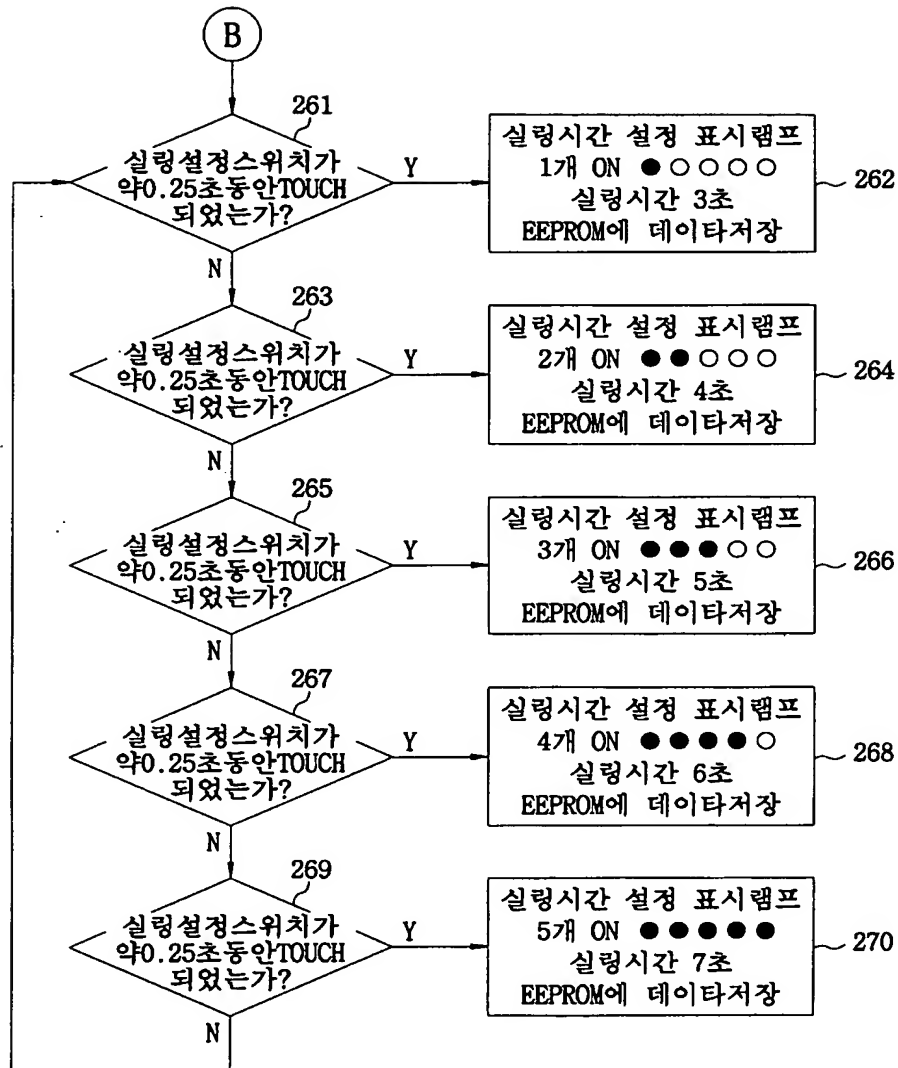 B
261
실링설정스위치가
약0.25초동안TOUCH
되었는가?
Y
실링시간 설정 표시램프
1개 ON ●○○○○
실링시간 3초
EEPROM에 데이타저장
262
N
263
실링설정스위치가
약0.25초동안TOUCH
되었는가?
Y
실링시간 설정 표시램프
2개 ON ●●○○○
실링시간 4초
EEPROM에 데이타저장
264
N
265
실링설정스위치가
약0.25초동안TOUCH
되었는가?
Y
실링시간 설정 표시램프
3개 ON ●●●○○
실링시간 5초
EEPROM에 데이타저장
266
N
267
실링설정스위치가
약0.25초동안TOUCH
되었는가?
Y
실링시간 설정 표시램프
4개 ON ●●●●○
실링시간 6초
EEPROM에 데이타저장
268
N
269
실링설정스위치가
약0.25초동안TOUCH
되었는가?
Y
실링시간 설정 표시램프
5개 ON ●●●●●
실링시간 7초
EEPROM에 데이타저장
270
N